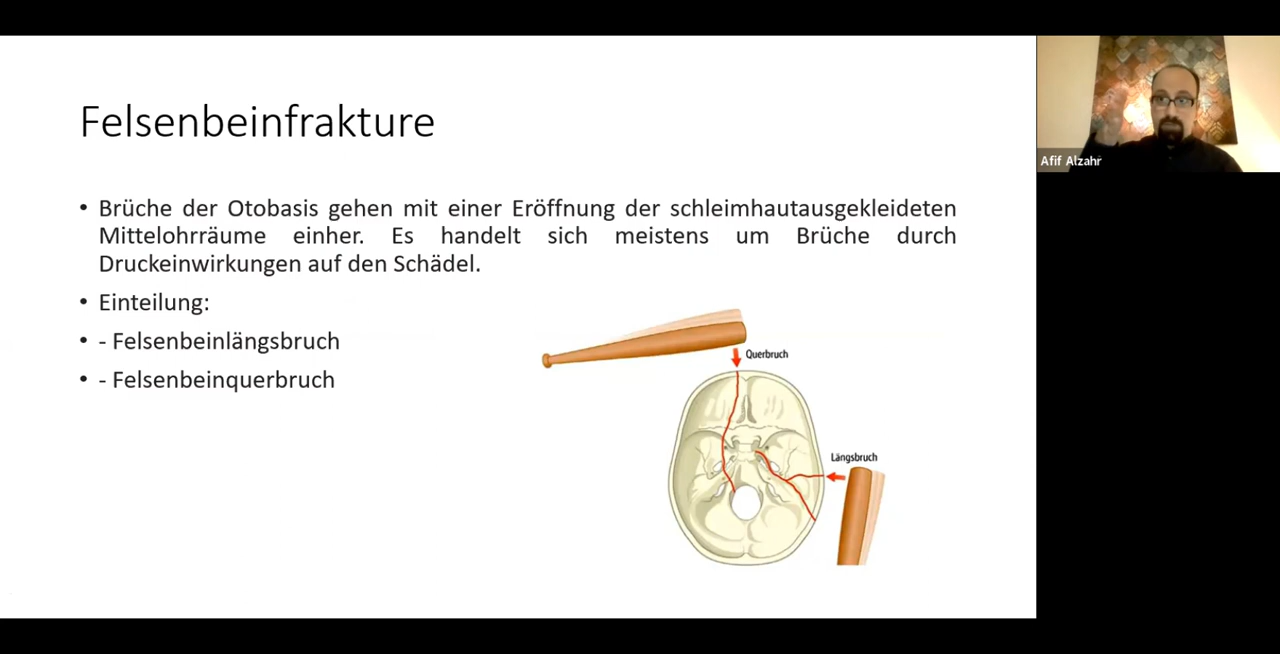 Felsenbeinfrakture
• Brüche der Otobasis gehen mit einer Eröffnung der schleimhautausgekleideten
Mittelohrräume einher. Es handelt sich meistens um Brüche durch
Druckeinwirkungen auf den Schädel.
• Einteilung:
• - Felsenbeinlängsbruch
• - Felsenbeinquerbruch
Querbruch
Längsbruch
Afif Alzahr